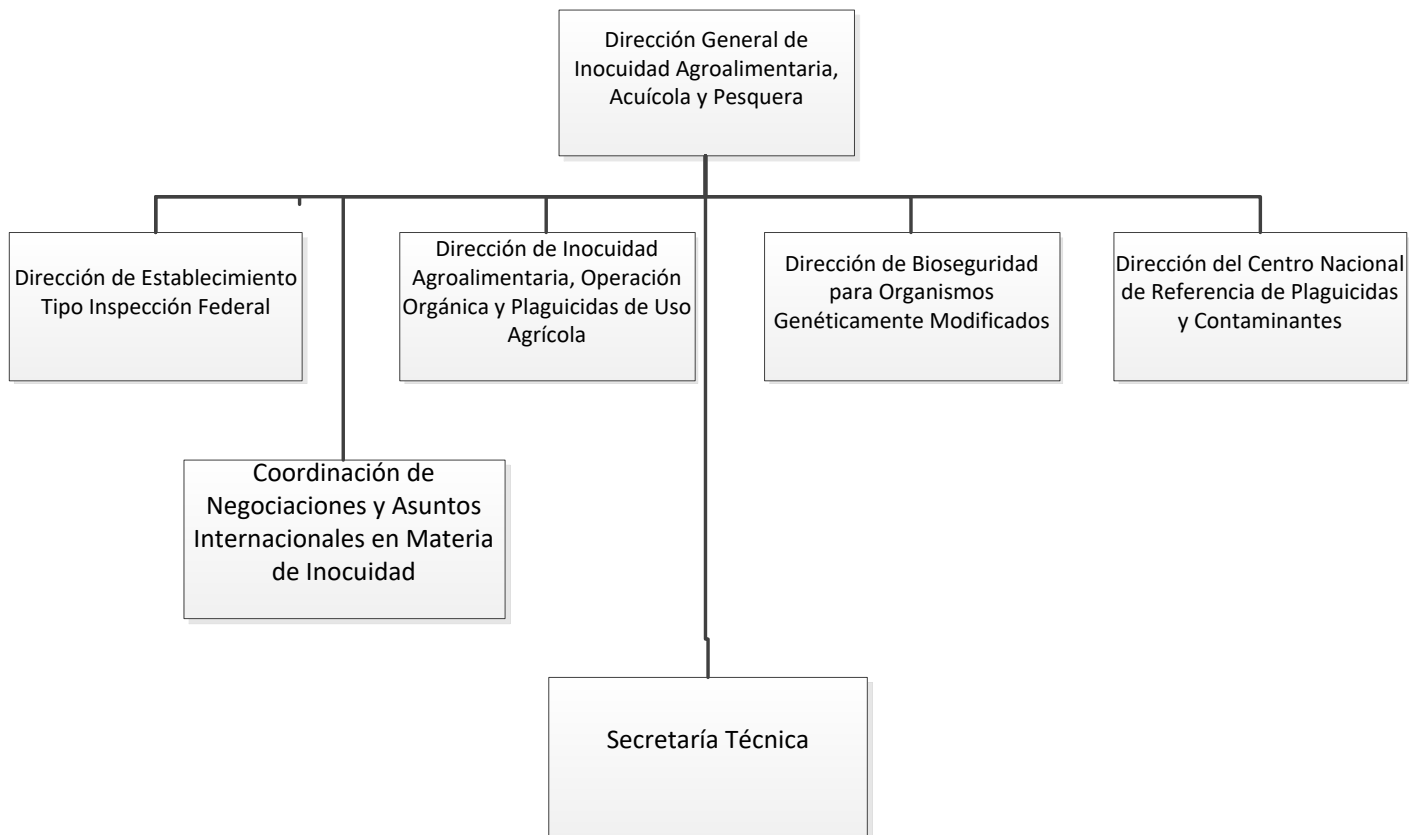 Dirección General de
Inocuidad Agroalimentaria,
Acuícola y Pesquera
Dirección de Establecimiento
Tipo Inspección Federal
Dirección de Inocuidad
Agroalimentaria, Operación
Orgánica y Plaguicidas de Uso
Agrícola
Dirección de Bioseguridad
para Organismos
Genéticamente Modificados
Dirección del Centro Nacional
de Referencia de Plaguicidas
y Contaminantes
Coordinación de
Negociaciones y Asuntos
Internacionales en Materia
de Inocuidad
Secretaría Técnica